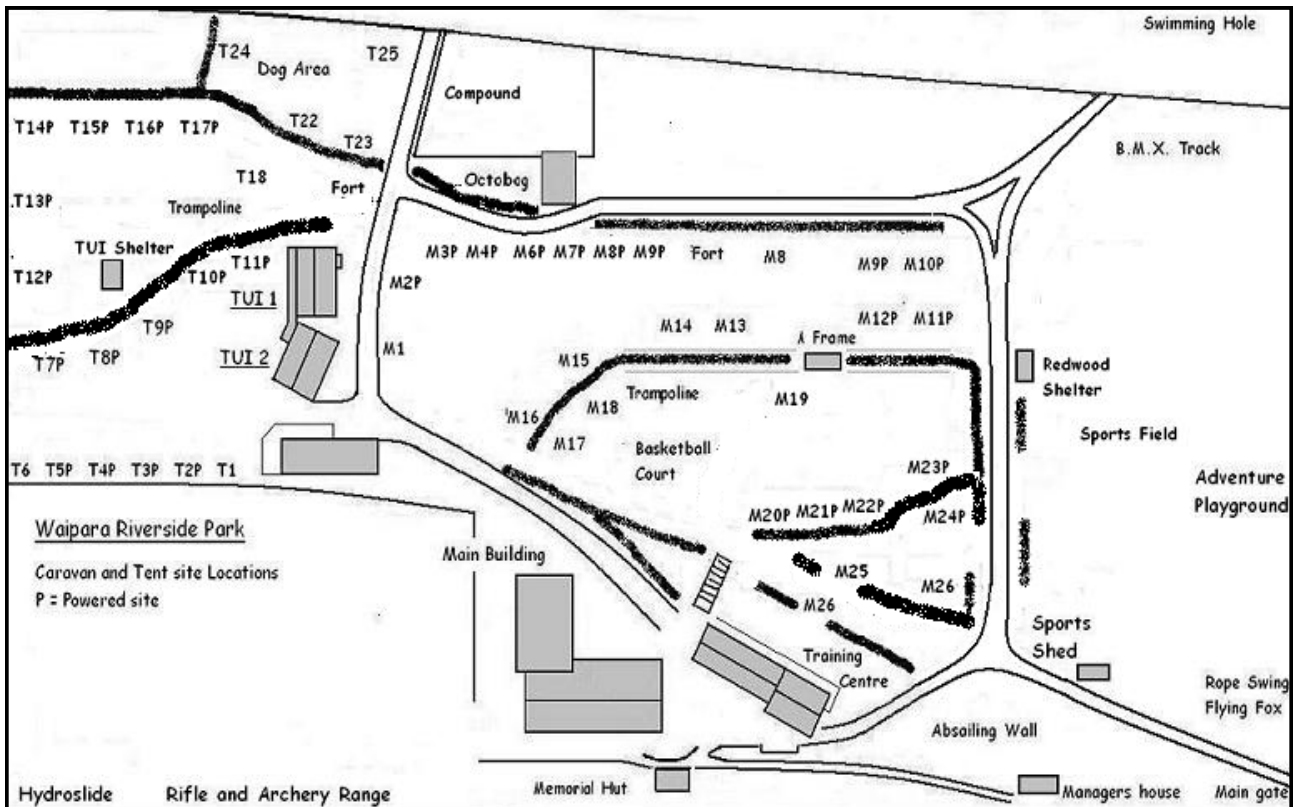 Swimming Hole
T24
T25
Dog Area
Compound
T14P T15P T16P T17P
T22
T23
B.M.X. Track
T18
Fort
Octobog
T13P
Trampoline
TUI Shelter
M3P M4P M6P M7P M8P M9P Fort M8
M9P M10P
T12P
T10P
T11P
M2P
TUI 1
T9P
M14 M13
M12P M11P
A Frame
T7P
T8P
TUI 2
M1
M15
Redwood
Shelter
Trampoline
M18
M19
M16
M17
Basketball
Court
Sports Field
T6 T5P T4P T3P T2P T1
M23P
Adventure
Playground
M20P M21P M22P
M24P
Waipara Riverside Park
Main Building
Caravan and Tent site Locations
P = Powered site
M25
M26
M26
Sports
Shed
Training
Centre
Rope Swing
Flying Fox
Absailing Wall
Memorial Hut
Hydroslide
Rifle and Archery Range
Managers house
Main gate